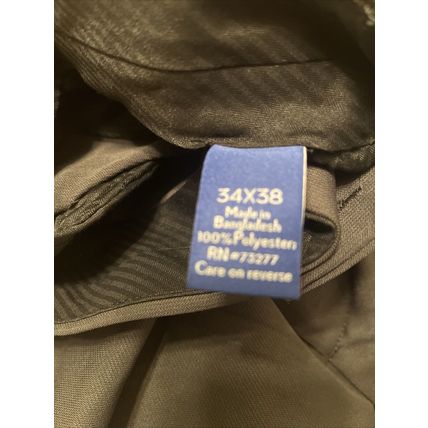 34X38
Made in
Bangladesh
100% Polyester
RN#73277
Care on reverse